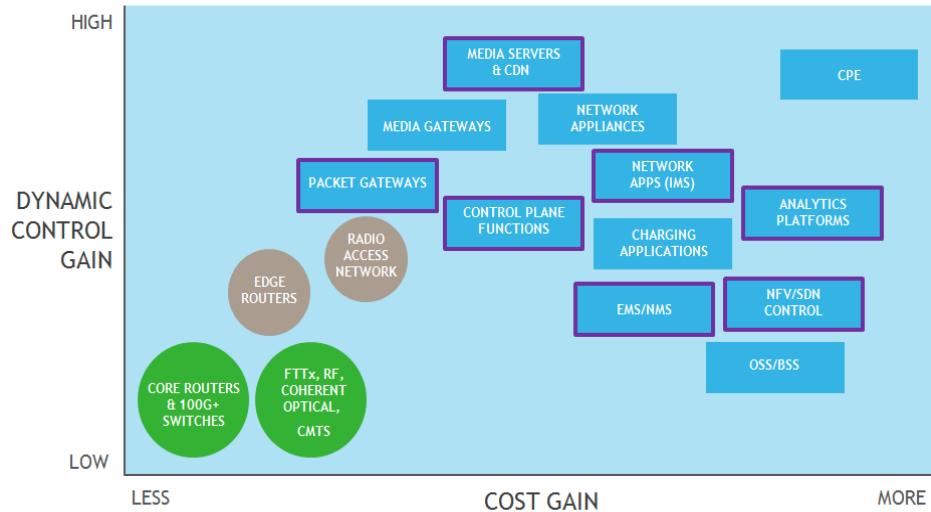 HIGH
MEDIA SERVERS
& CDN
CPE
MEDIA GATEWAYS
NETWORK
APPLIANCES
PACKET GATEWAYS
NETWORK
APPS (IMS)
DYNAMIC
CONTROL
GAIN
CONTROL PLANE
FUNCTIONS
ANALYTICS
PLATFORMS
RADIO
ACCESS
NETWORK
CHARGING
APPLICATIONS
EDGE
ROUTERS
EMS/NMS
NFV/SDN
CONTROL
OSS/BSS
CORE ROUTERS
& 100G+
SWITCHES
FTTx, RF,
COHERENT
OPTICAL,
CMTS
LOW
LESS
COST GAIN
MORE